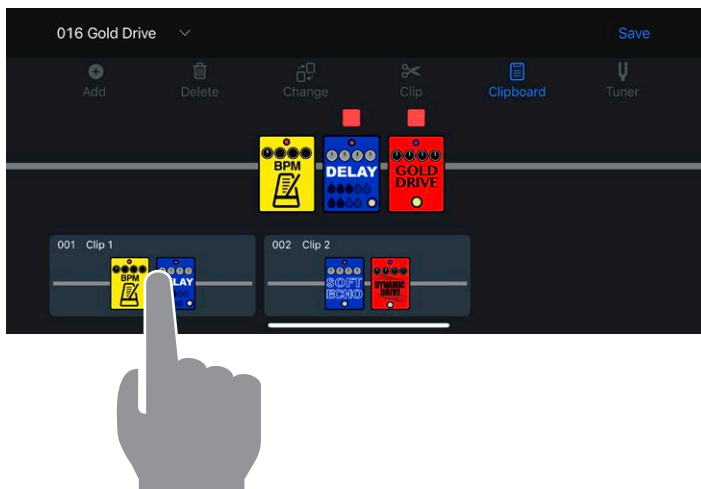 016 Gold Drive
Save
Add
Delete
Change
Clip
Clipboard
Tuner
BPM
DELAY
GOLD
DRIVE
001 Clip 1
002 Clip 2
BPM
LAY
SOFT
ECHO
DYNAMIC
DRIVE